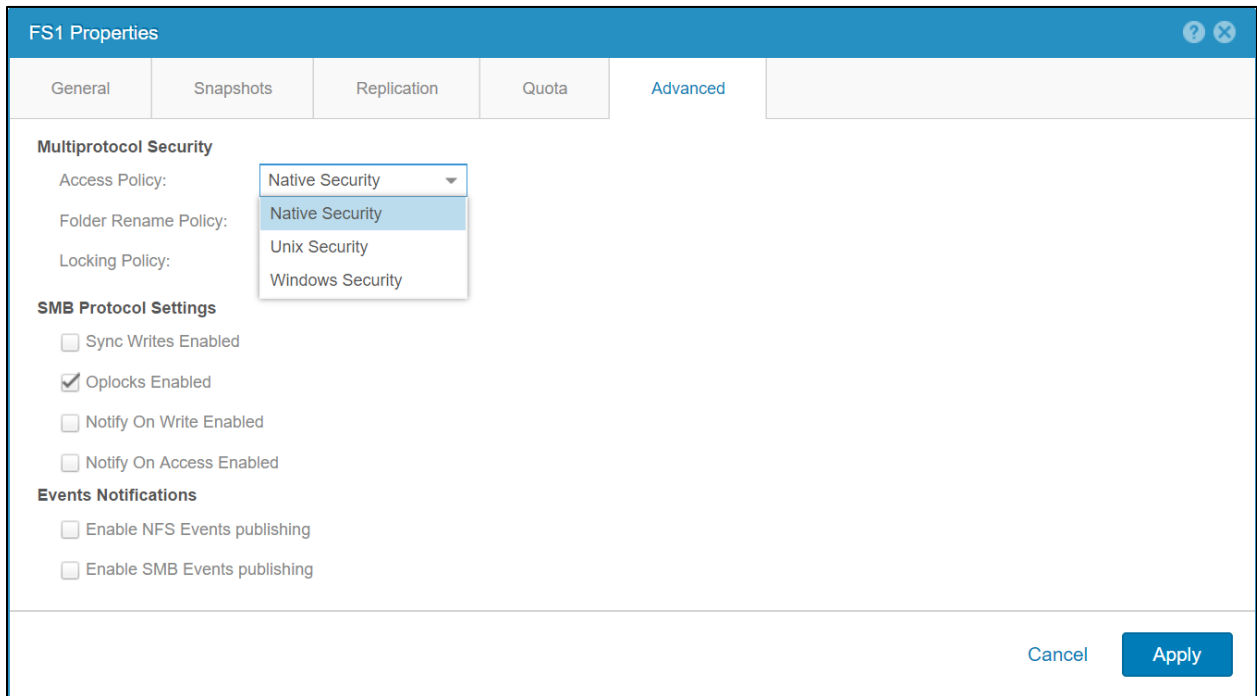 FS1 Properties
General Snapshots Replication Quota Advanced
Multiprotocol Security
Access Policy: Native Security
Native Security
Folder Rename Policy:
Unix Security
Locking Policy:
Windows Security
SMB Protocol Settings
Sync Writes Enabled
Oplocks Enabled
Notify On Write Enabled
Notify On Access Enabled
Events Notifications
Enable NFS Events publishing
Enable SMB Events publishing
Cancel Apply